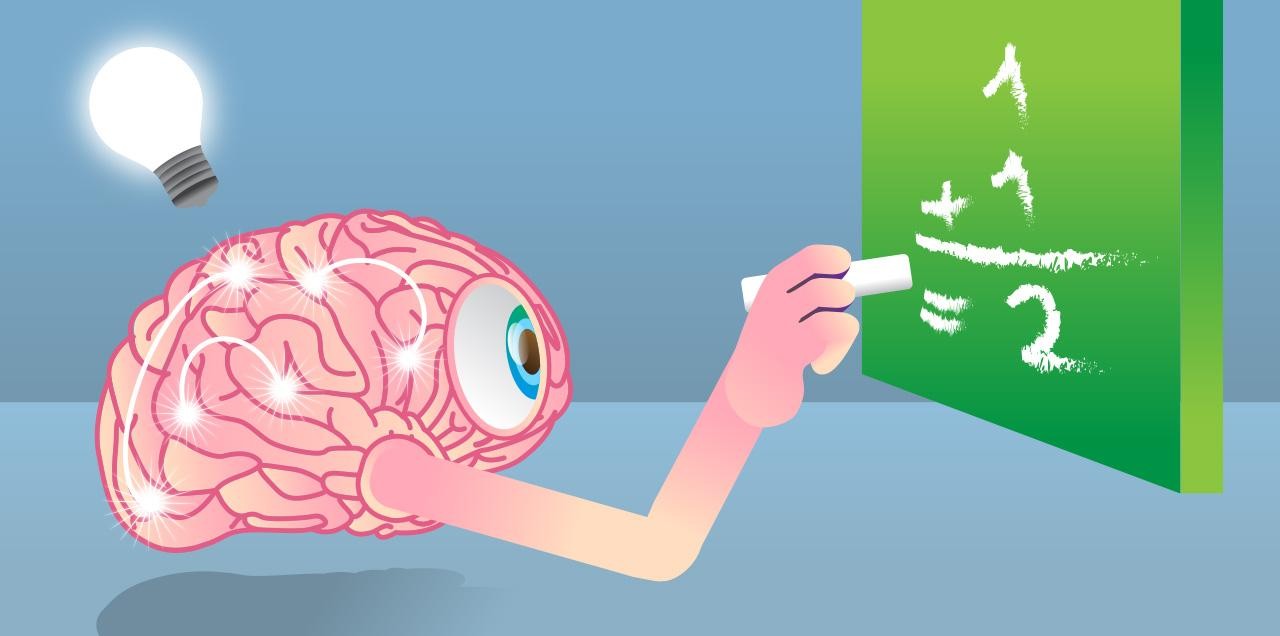 1
+ 1
= 2